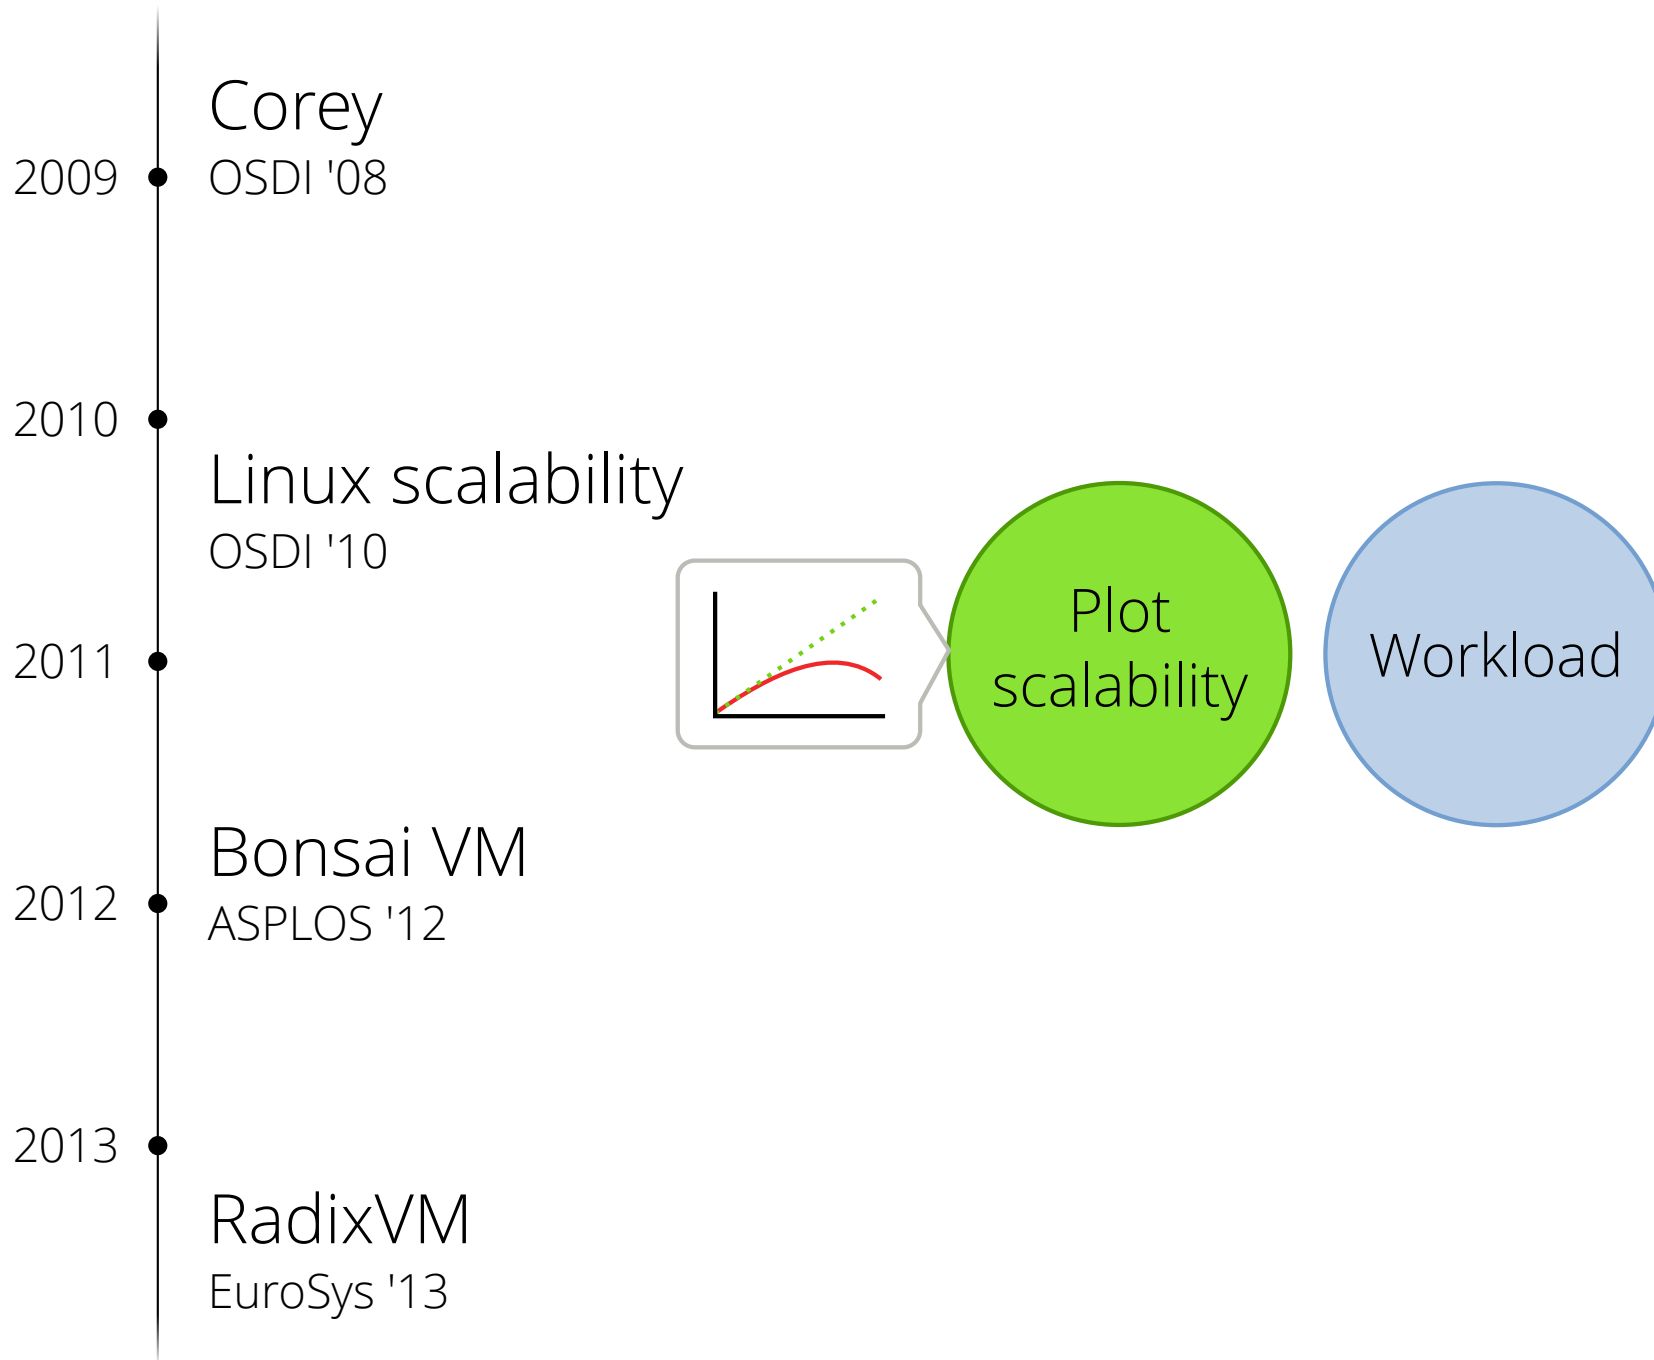 Corey
2009
OSDI '08
2010
Linux scalability
OSDI '10
Plot
scalability
Workload
2011
Bonsai VM
2012
ASPLOS '12
2013
RadixVM
EuroSys '13